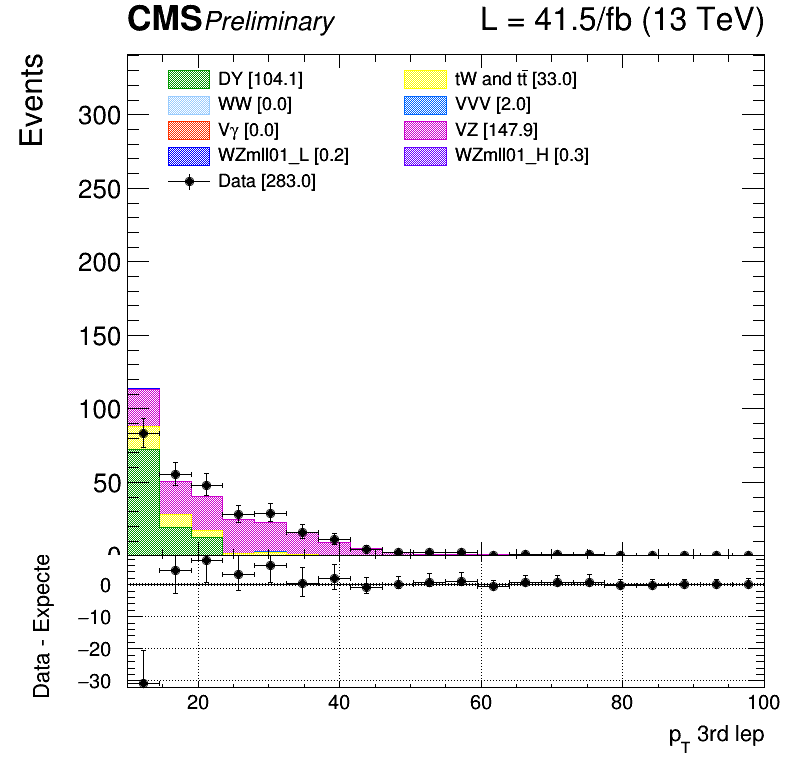 CMS Preliminary L = 41.5/fb (13 TeV)
Events
DY [104.1] tW and tt̄ [33.0]
WW [0.0] VVV [2.0]
Vγ [0.0] VZ [147.9]
WZmll01_L [0.2] WZmll01_H [0.3]
Data [283.0]
300
250
200
150
100
50
0
Data - Expecte
0
−10
−20
−30
20 40 60 80 100
p_T 3rd lep